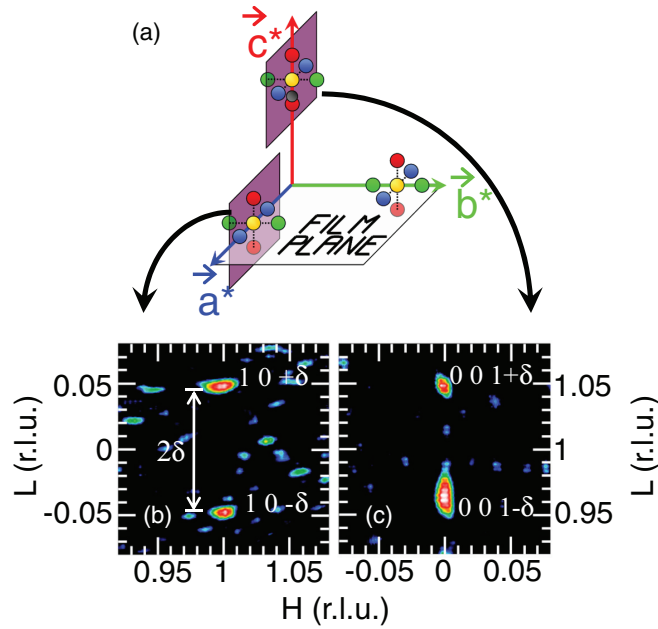 (a)
c*
b*
FILM
PLANE
a*
L (r.l.u.)
0.05
0
-0.05
1 0 +δ
2δ
1 0 -δ
(b)
0.95
1
1.05
0 0 1+δ
0 0 1-δ
(c)
1.05
1
0.95
L (r.l.u.)
-0.05
0
0.05
H (r.l.u.)